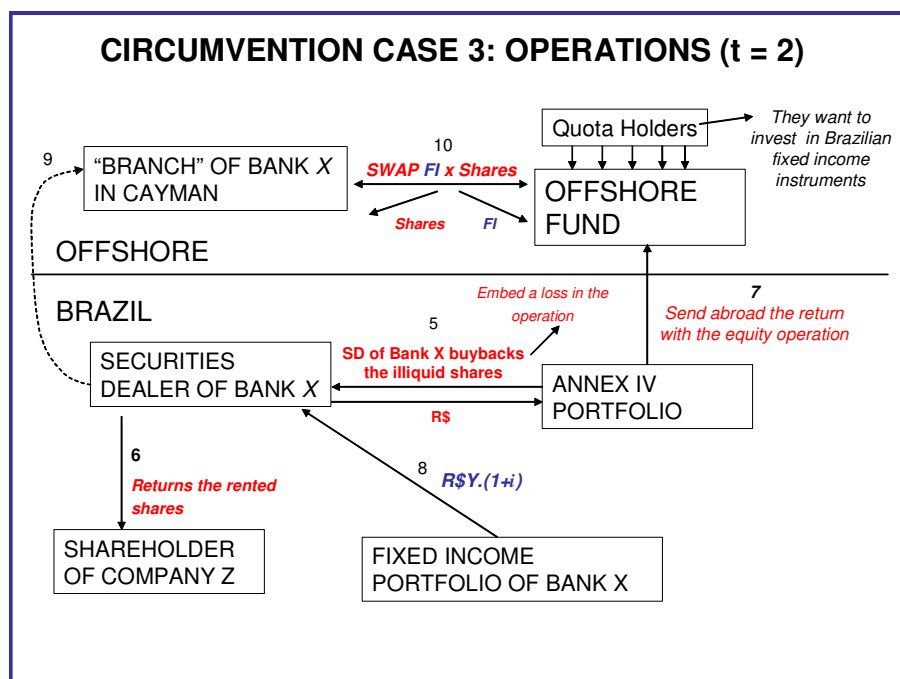 CIRCUMVENTION CASE 3: OPERATIONS (t = 2)
Quota Holders
They want to
invest in Brazilian
fixed income
instruments
9
“BRANCH” OF BANK X
IN CAYMAN
10
SWAP FI x Shares
Shares
FI
OFFSHORE
FUND
OFFSHORE
BRAZIL
7
Send abroad the return
with the equity operation
Embed a loss in the
operation
5
SD of Bank X buybacks
the illiquid shares
SECURITIES
DEALER OF BANK X
R$
ANNEX IV
PORTFOLIO
6
Returns the rented
shares
8
R$Y.(1+i)
SHAREHOLDER
OF COMPANY Z
FIXED INCOME
PORTFOLIO OF BANK X